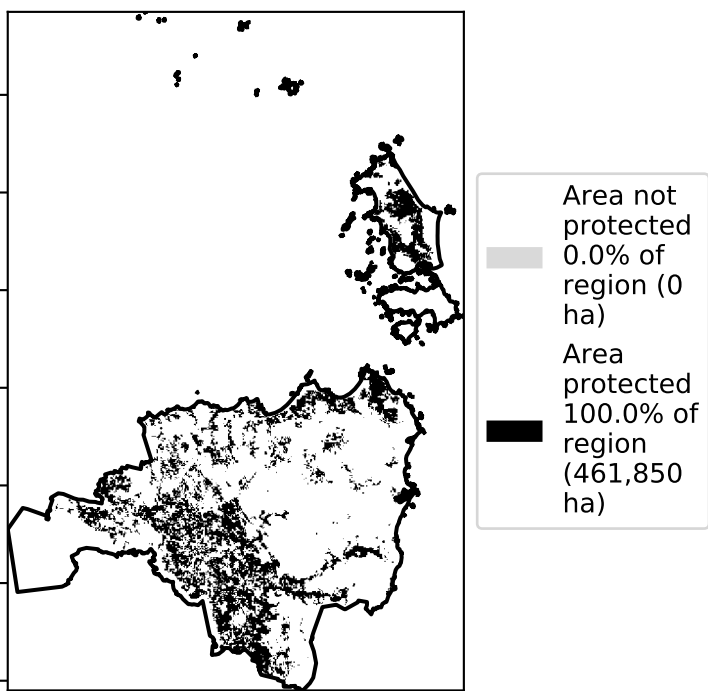 Area not
protected
0.0% of
region (0
ha)
Area
protected
100.0% of
region
(461,850
ha)